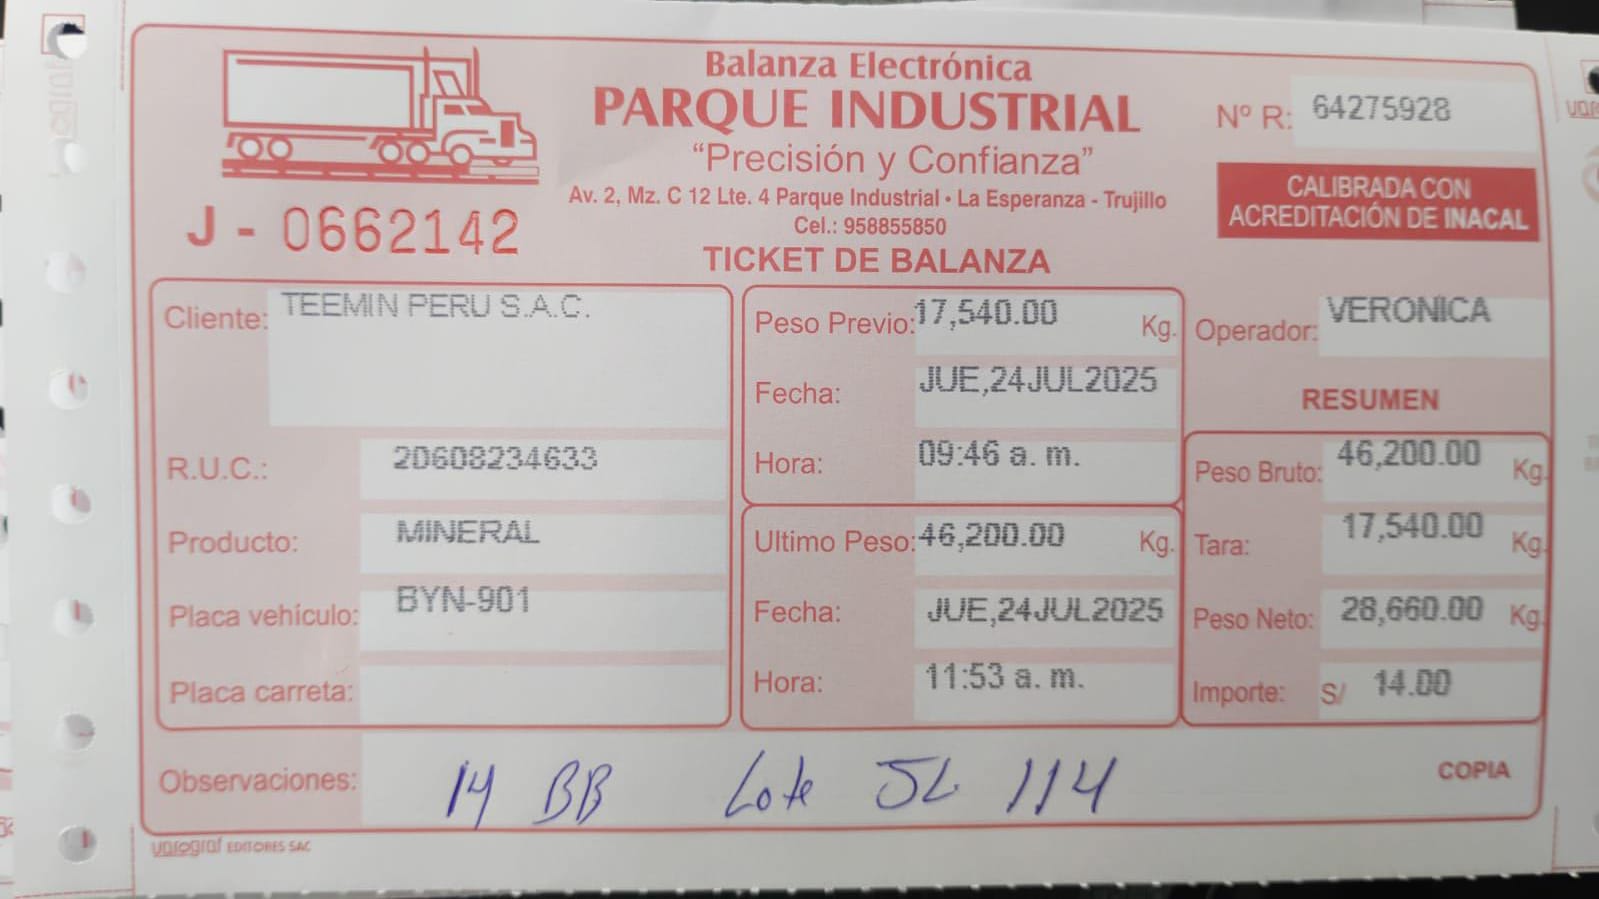 Balanza Electrónica
PARQUE INDUSTRIAL
"Precisión y Confianza"
Av. 2, Mz. C 12 Lte. 4 Parque Industrial • La Esperanza - Trujillo
Cel.: 958855850
TICKET DE BALANZA
J - 0662142
Nº R: 64275928
CALIBRADA CON
ACREDITACIÓN DE INACAL
Cliente: TEEMIN PERU S.A.C.
R.U.C.: 20608234633
Producto: MINERAL
Placa vehículo: BYN-901
Placa carreta:
Peso Previo: 17,540.00 Kg.
Fecha: JUE,24JUL2025
Hora: 09:46 a. m.
Ultimo Peso: 46,200.00 Kg.
Fecha: JUE,24JUL2025
Hora: 11:53 a. m.
Operador: VERONICA
RESUMEN
Peso Bruto: 46,200.00 Kg.
Tara: 17,540.00 Kg.
Peso Neto: 28,660.00 Kg.
Importe: S/ 14.00
Observaciones: 14 BB Lote JL 114
COPIA
EDITORES SAC